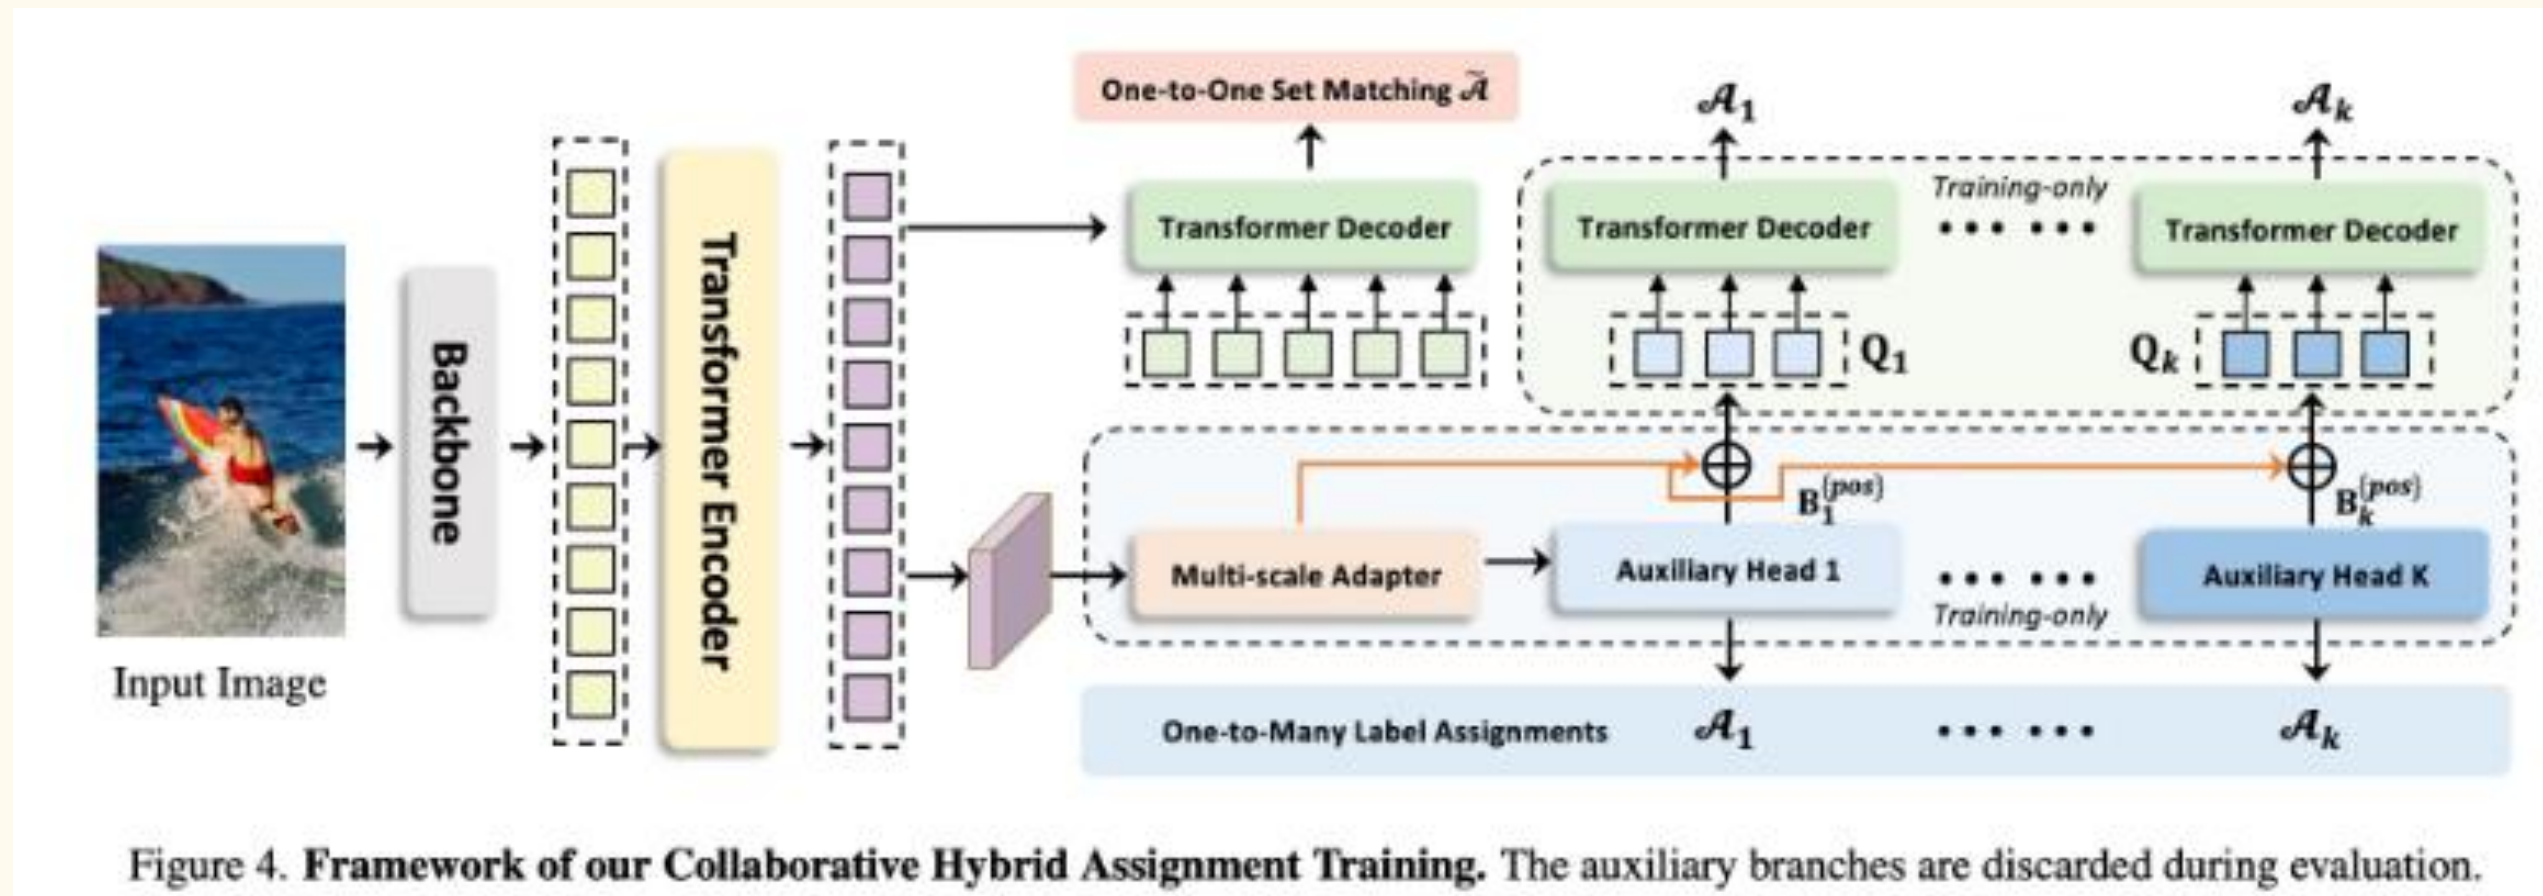 One-to-One Set Matching Ã
𝒜₁
𝒜ₖ
Training-only
Transformer Decoder
Transformer Decoder
Transformer Decoder
Q₁
Qₖ
Backbone
Transformer Encoder
B₁^{(pos)}
Bₖ^{(pos)}
Multi-scale Adapter
Auxiliary Head 1
Auxiliary Head K
Training-only
Input Image
One-to-Many Label Assignments
𝒜₁
𝒜ₖ
Figure 4. Framework of our Collaborative Hybrid Assignment Training. The auxiliary branches are discarded during evaluation.